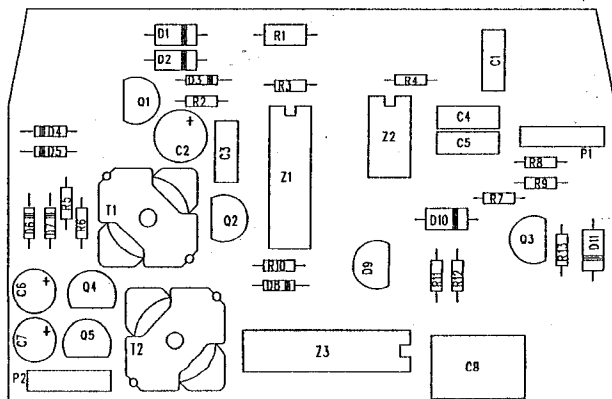 D1
R1
D2
C1
D3
R3
R4
Q1
R2
C2
C3
Z1
Z2
C4
C5
P1
D4
D5
R8
R9
R7
R5
D6
D7
R6
T1
Q2
D10
Q3
R13
D11
R10
D8
D9
R11
R12
C6
Q4
C7
Q5
T2
Z3
C8
P2